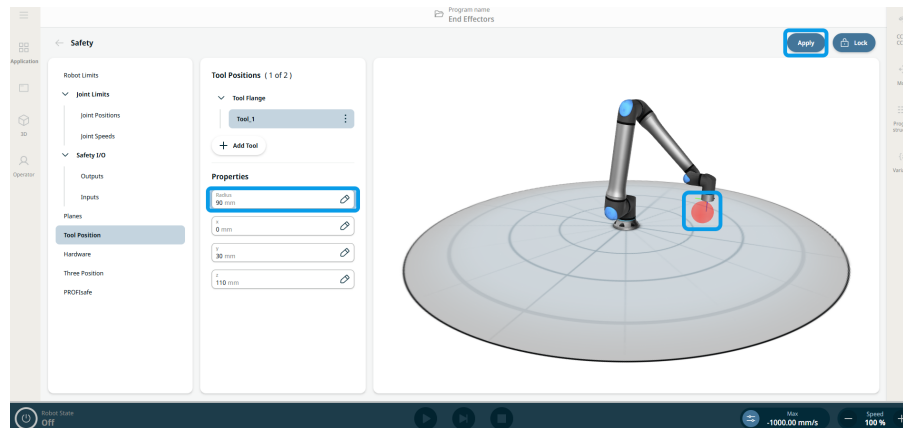 Program name
End Effectors
Safety
Apply
Lock
Application
3D
Operator
Robot Limits
Joint Limits
Joint Positions
Joint Speeds
Safety I/O
Outputs
Inputs
Planes
Tool Position
Hardware
Three Position
PROFIsafe
Tool Positions ( 1 of 2 )
Tool Flange
Tool_1
+ Add Tool
Properties
Radius
90 mm
x
0 mm
y
30 mm
z
110 mm
Robot State
Off
Max
-1000.00 mm/s
Speed
100 %